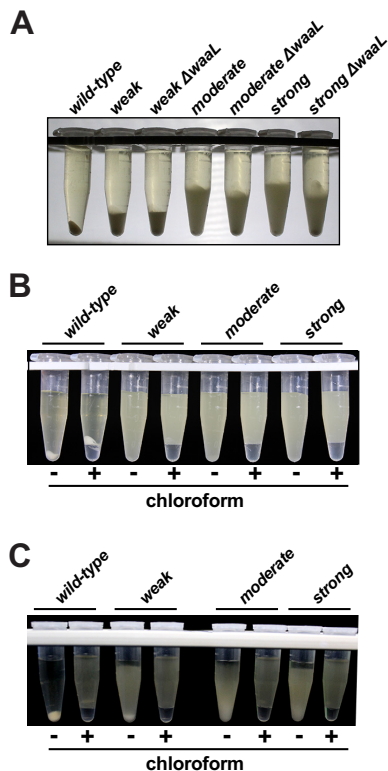 A
wild-type
weak
weak ΔwaaL
moderate
moderate ΔwaaL
strong
strong ΔwaaL
B
wild-type weak moderate strong
- + - + - + - +
chloroform
C
wild-type weak moderate strong
- + - + - + - +
chloroform